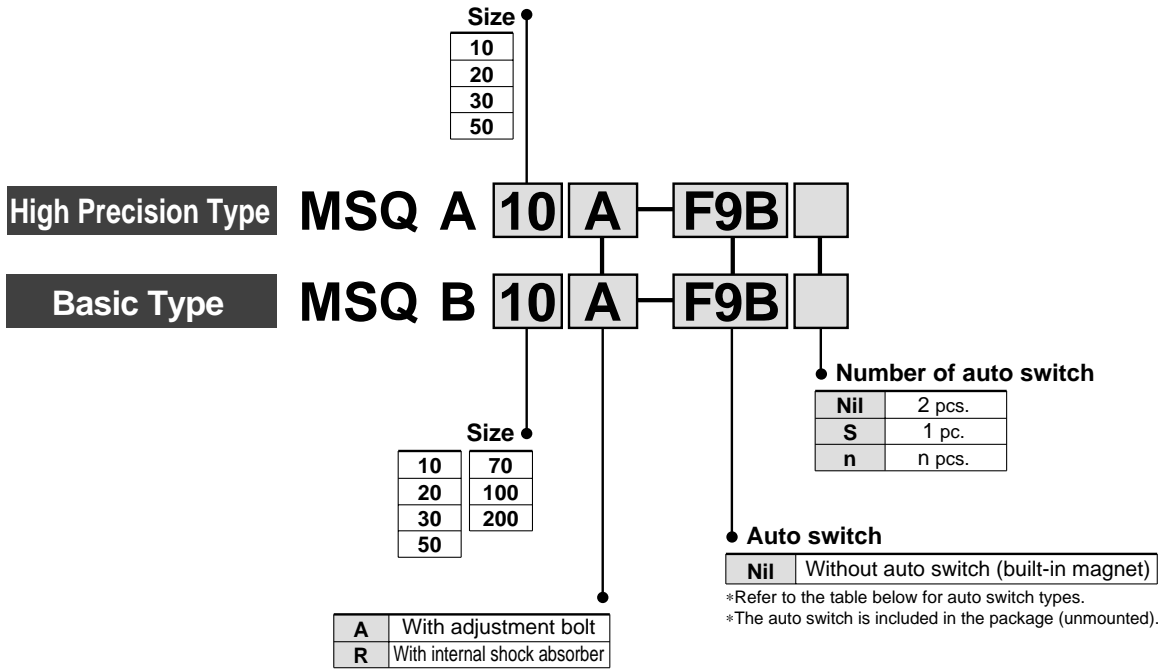 Size
10
20
30
50
High Precision Type MSQ A 10 A F9B
Basic Type MSQ B 10 A F9B
Number of auto switch
Nil 2 pcs.
S 1 pc.
n n pcs.
Size
10 70
20 100
30 200
50
Auto switch
Nil Without auto switch (built-in magnet)
*Refer to the table below for auto switch types.
*The auto switch is included in the package (unmounted).
A With adjustment bolt
R With internal shock absorber